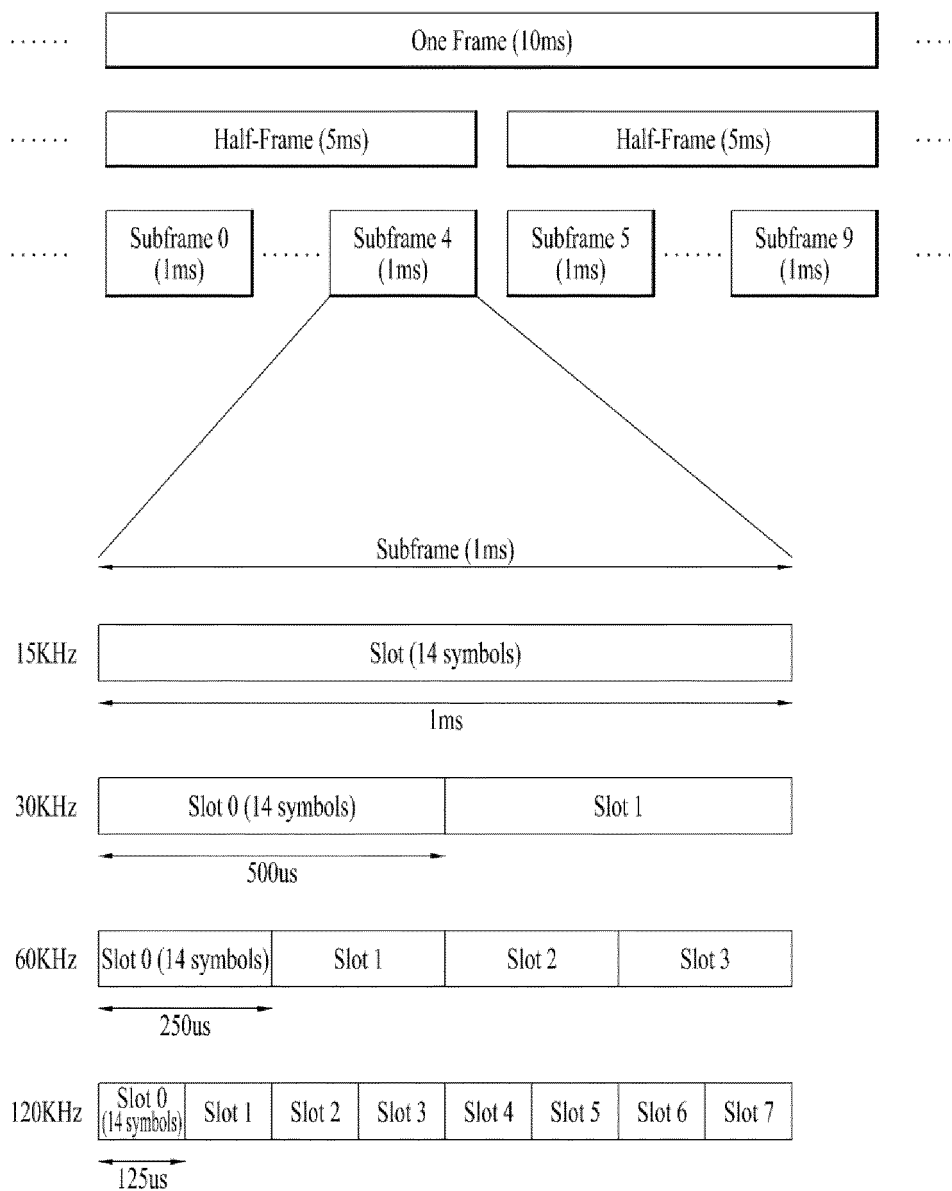 ...... One Frame (10ms) ....
...... Half-Frame (5ms) Half-Frame (5ms) ....
Subframe 0 Subframe 4 Subframe 5 Subframe 9
...... (1ms) ...... (1ms) (1ms) ...... (1ms) ....
Subframe (1ms)
15KHz Slot (14 symbols)
1ms
30KHz Slot 0 (14 symbols) Slot 1
500us
60KHz Slot 0 (14 symbols) Slot 1 Slot 2 Slot 3
250us
120KHz Slot 0 (14 symbols) Slot 1 Slot 2 Slot 3 Slot 4 Slot 5 Slot 6 Slot 7
125us